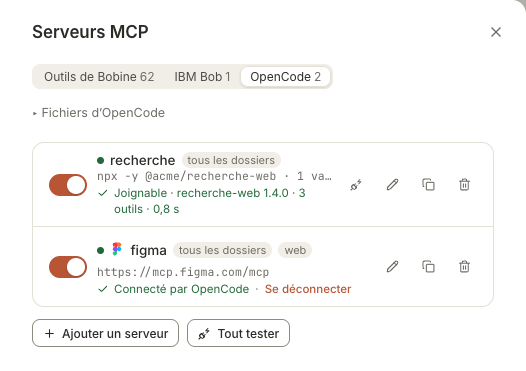 Serveurs MCP
Outils de Bobine 62 IBM Bob 1 OpenCode 2
Fichiers d’OpenCode
recherche tous les dossiers
npx -y @acme/recherche-web · 1 va…
Joignable · recherche-web 1.4.0 · 3
outils · 0,8 s
figma tous les dossiers web
https://mcp.figma.com/mcp
Connecté par OpenCode · Se déconnecter
Ajouter un serveur Tout tester